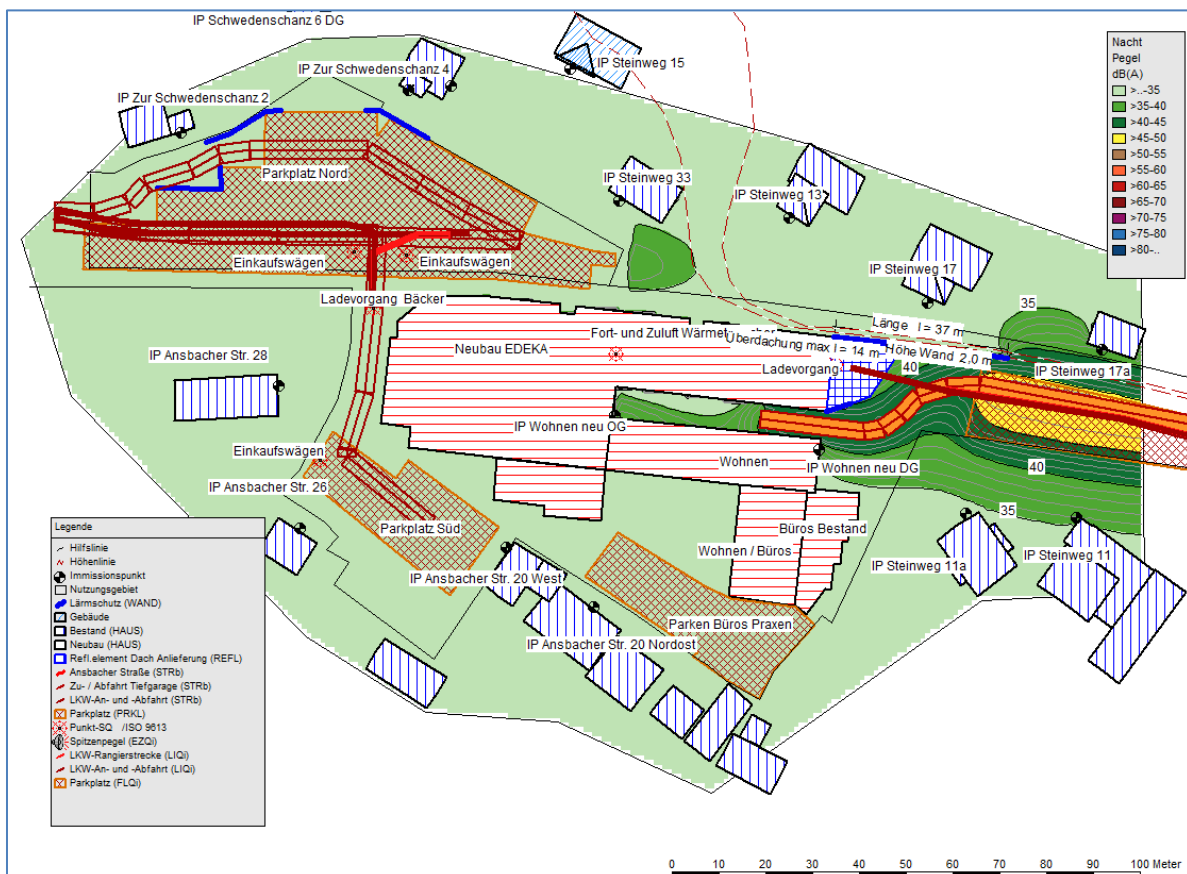 IP Schwedenschanz 6 DG
IP Zur Schwedenschanz 4
IP Steinweg 15
IP Zur Schwedenschanz 2
Parkplatz Nord
IP Steinweg 33
IP Steinweg 13
IP Steinweg 17
Einkaufswägen
Einkaufswägen
Ladevorgang Bäcker
35
Länge l = 37 m
Fort- und Zuluft
Neubau EDEKA
Überdachung max l = 14 m
Höhe Wand 2,0 m
IP Ansbacher Str. 28
Ladevorgang
40
IP Steinweg 17a
IP Wohnen neu OG
Einkaufswägen
Wohnen
IP Wohnen neu DG
40
IP Ansbacher Str. 26
Parkplatz Süd
35
Büros Bestand
Wohnen / Büros
IP Steinweg 11
IP Steinweg 11a
IP Ansbacher Str. 20 West
Parken Büros Praxen
IP Ansbacher Str. 20 Nordost
Nacht
Pegel
dB(A)
>..-35
>35-40
>40-45
>45-50
>50-55
>55-60
>60-65
>65-70
>70-75
>75-80
>80-..
Legende
Hilfslinie
Höhenlinie
Immissionspunkt
Nutzungsgebiet
Lärmschutz (WAND)
Gebäude
Bestand (HAUS)
Neubau (HAUS)
Refl.element Dach Anlieferung (REFL)
Ansbacher Straße (STRb)
Zu- / Abfahrt Tiefgarage (STRb)
LKW-An- und -Abfahrt (STRb)
Parkplatz (PRKL)
Punkt-SQ /ISO 9613
Spitzenpegel (EZQi)
LKW-Rangierstrecke (LIQi)
LKW-An- und -Abfahrt (LIQi)
Parkplatz (FLQi)
0 10 20 30 40 50 60 70 80 90 100 Meter